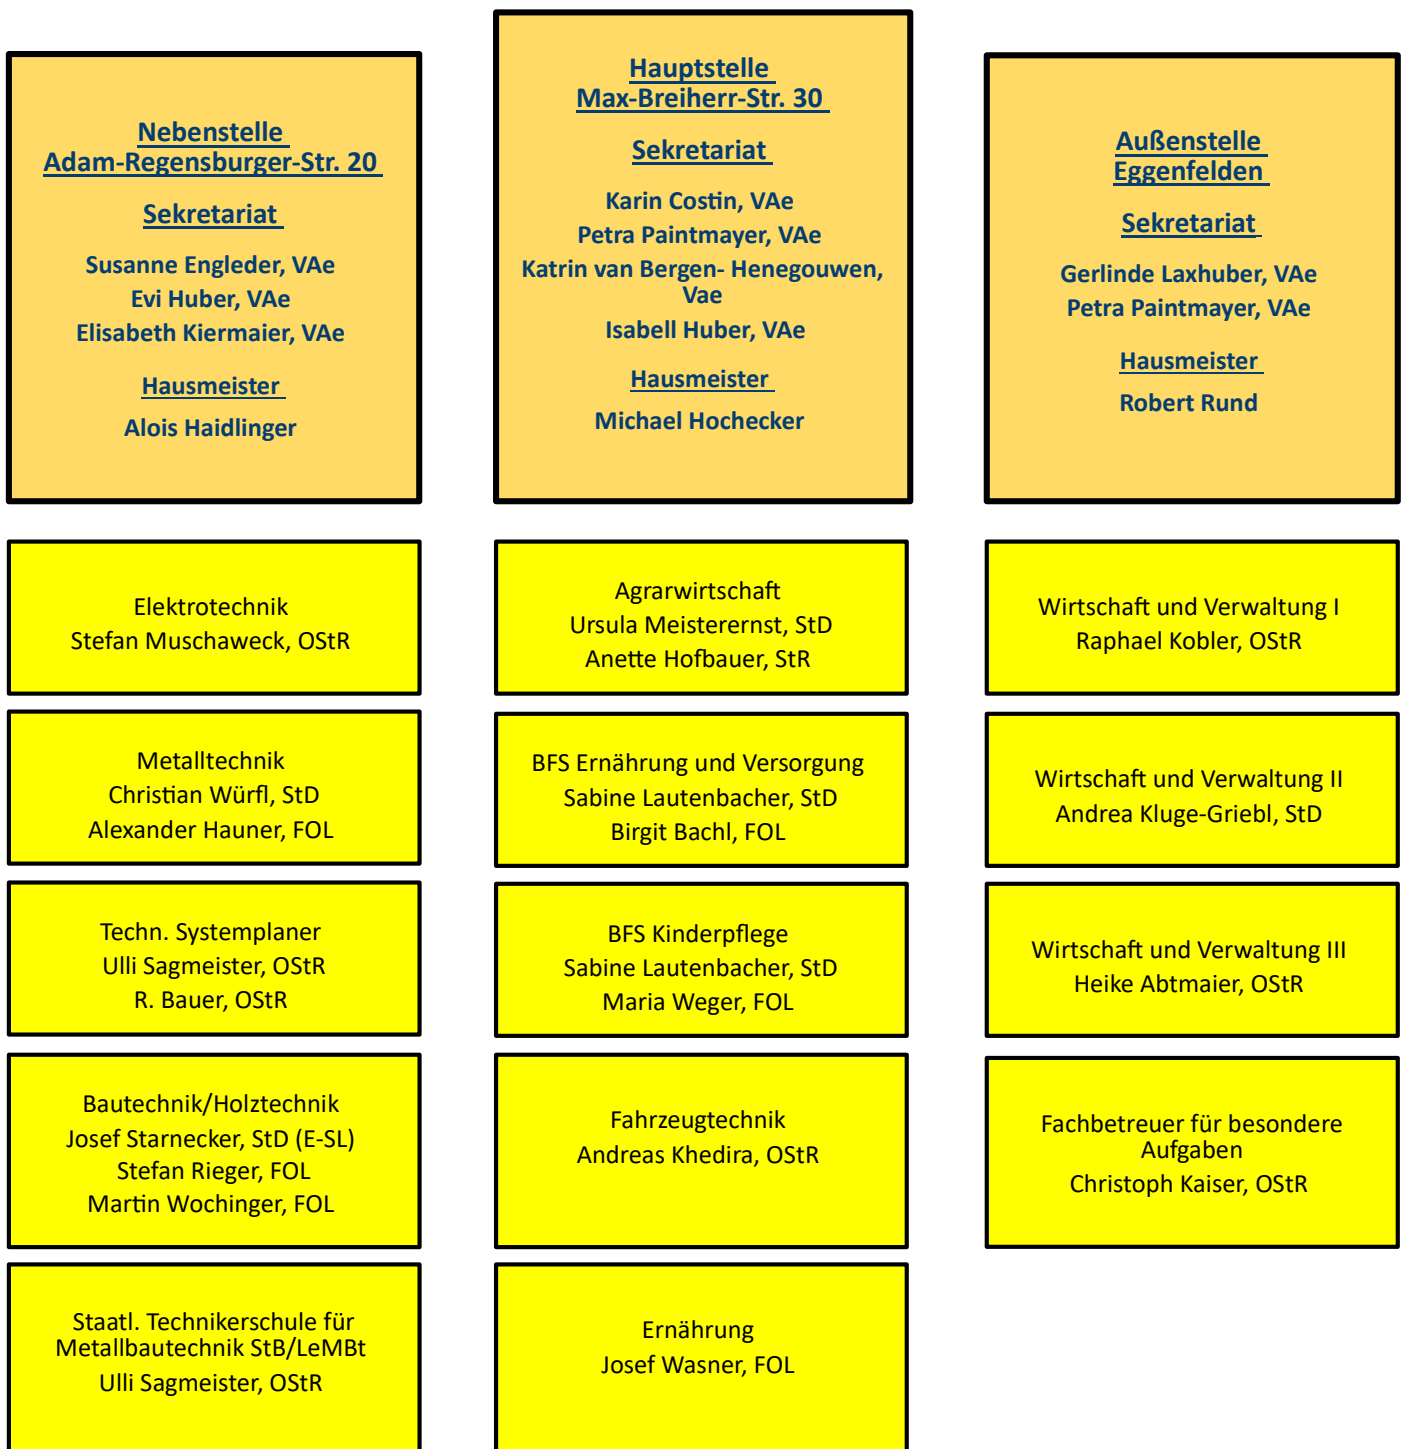 Nebenstelle
Adam-Regensburger-Str. 20
Sekretariat
Susanne Engleder, VAe
Evi Huber, VAe
Elisabeth Kiermaier, VAe
Hausmeister
Alois Haidlinger
Hauptstelle
Max-Breiherr-Str. 30
Sekretariat
Karin Costin, VAe
Petra Paintmayer, VAe
Katrin van Bergen- Henegouwen,
Vae
Isabell Huber, VAe
Hausmeister
Michael Hochecker
Außenstelle
Eggenfelden
Sekretariat
Gerlinde Laxhuber, VAe
Petra Paintmayer, VAe
Hausmeister
Robert Rund
Elektrotechnik
Stefan Muschaweck, OStR
Metalltechnik
Christian Würfl, StD
Alexander Hauner, FOL
Techn. Systemplaner
Ulli Sagmeister, OStR
R. Bauer, OStR
Bautechnik/Holztechnik
Josef Starnecker, StD (E-SL)
Stefan Rieger, FOL
Martin Wochinger, FOL
Staatl. Technikerschule für
Metallbautechnik StB/LeMBt
Ulli Sagmeister, OStR
Agrarwirtschaft
Ursula Meisterernst, StD
Anette Hofbauer, StR
BFS Ernährung und Versorgung
Sabine Lautenbacher, StD
Birgit Bachl, FOL
BFS Kinderpflege
Sabine Lautenbacher, StD
Maria Weger, FOL
Fahrzeugtechnik
Andreas Khedira, OStR
Ernährung
Josef Wasner, FOL
Wirtschaft und Verwaltung I
Raphael Kobler, OStR
Wirtschaft und Verwaltung II
Andrea Kluge-Griebl, StD
Wirtschaft und Verwaltung III
Heike Abtmaier, OStR
Fachbetreuer für besondere
Aufgaben
Christoph Kaiser, OStR